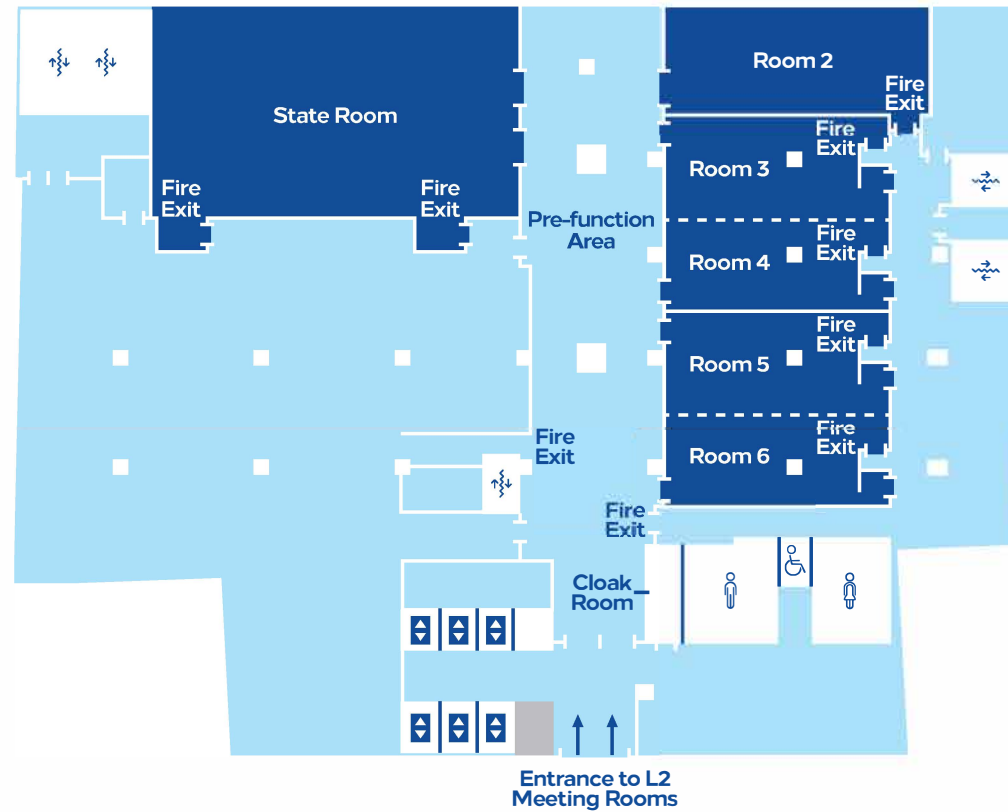 Room 2
Fire
Exit
State Room
Fire
Exit
Room 3
Fire
Exit
Fire
Exit
Pre-function
Area
Fire
Exit
Room 4
Fire
Exit
Room 5
Fire
Exit
Fire
Exit
Room 6
Fire
Exit
Cloak
Room
Entrance to L2
Meeting Rooms